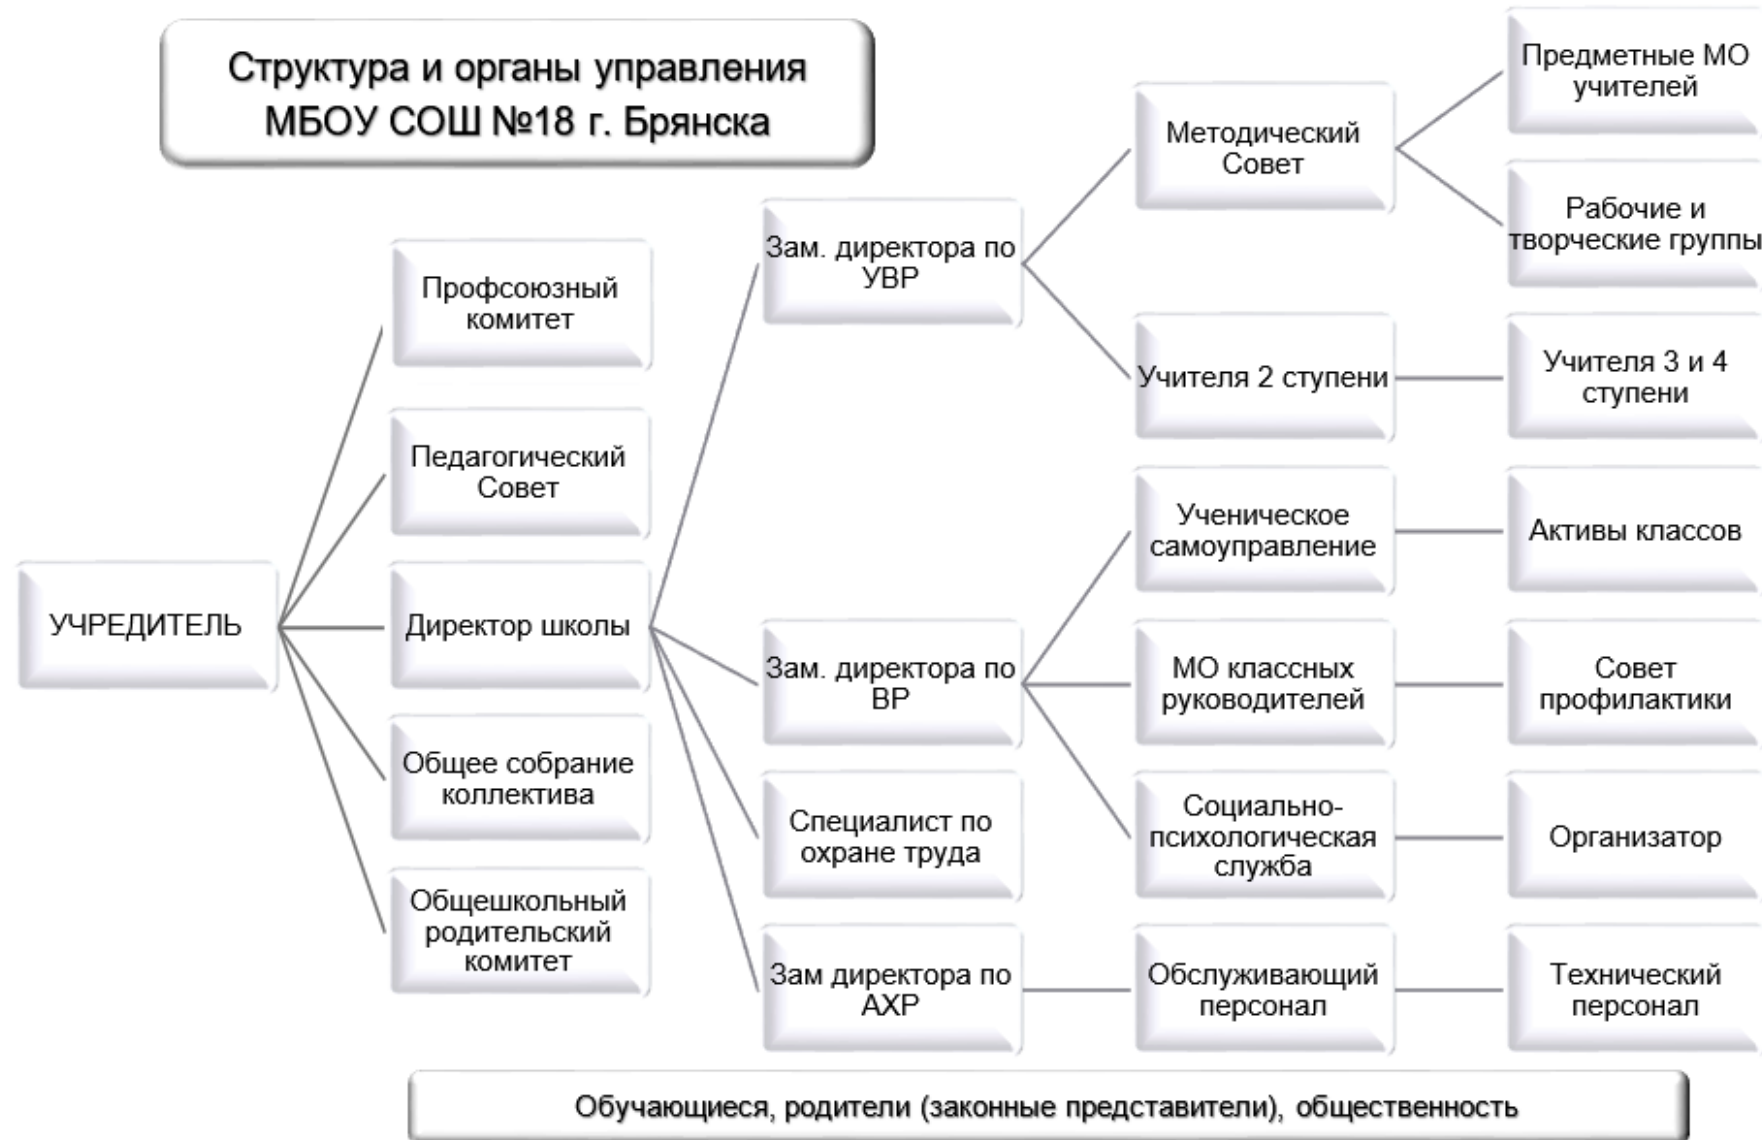 Структура и органы управления
МБОУ СОШ №18 г. Брянска
УЧРЕДИТЕЛЬ
Профсоюзный
комитет
Педагогический
Совет
Директор школы
Общее собрание
коллектива
Общешкольный
родительский
комитет
Зам. директора по
УВР
Зам. директора по
ВР
Специалист по
охране труда
Зам директора по
АХР
Методический
Совет
Учителя 2 ступени
Ученическое
самоуправление
МО классных
руководителей
Социально-
психологическая
служба
Обслуживающий
персонал
Предметные МО
учителей
Рабочие и
творческие группы
Учителя 3 и 4
ступени
Активы классов
Совет
профилактики
Организатор
Технический
персонал
Обучающиеся, родители (законные представители), общественность